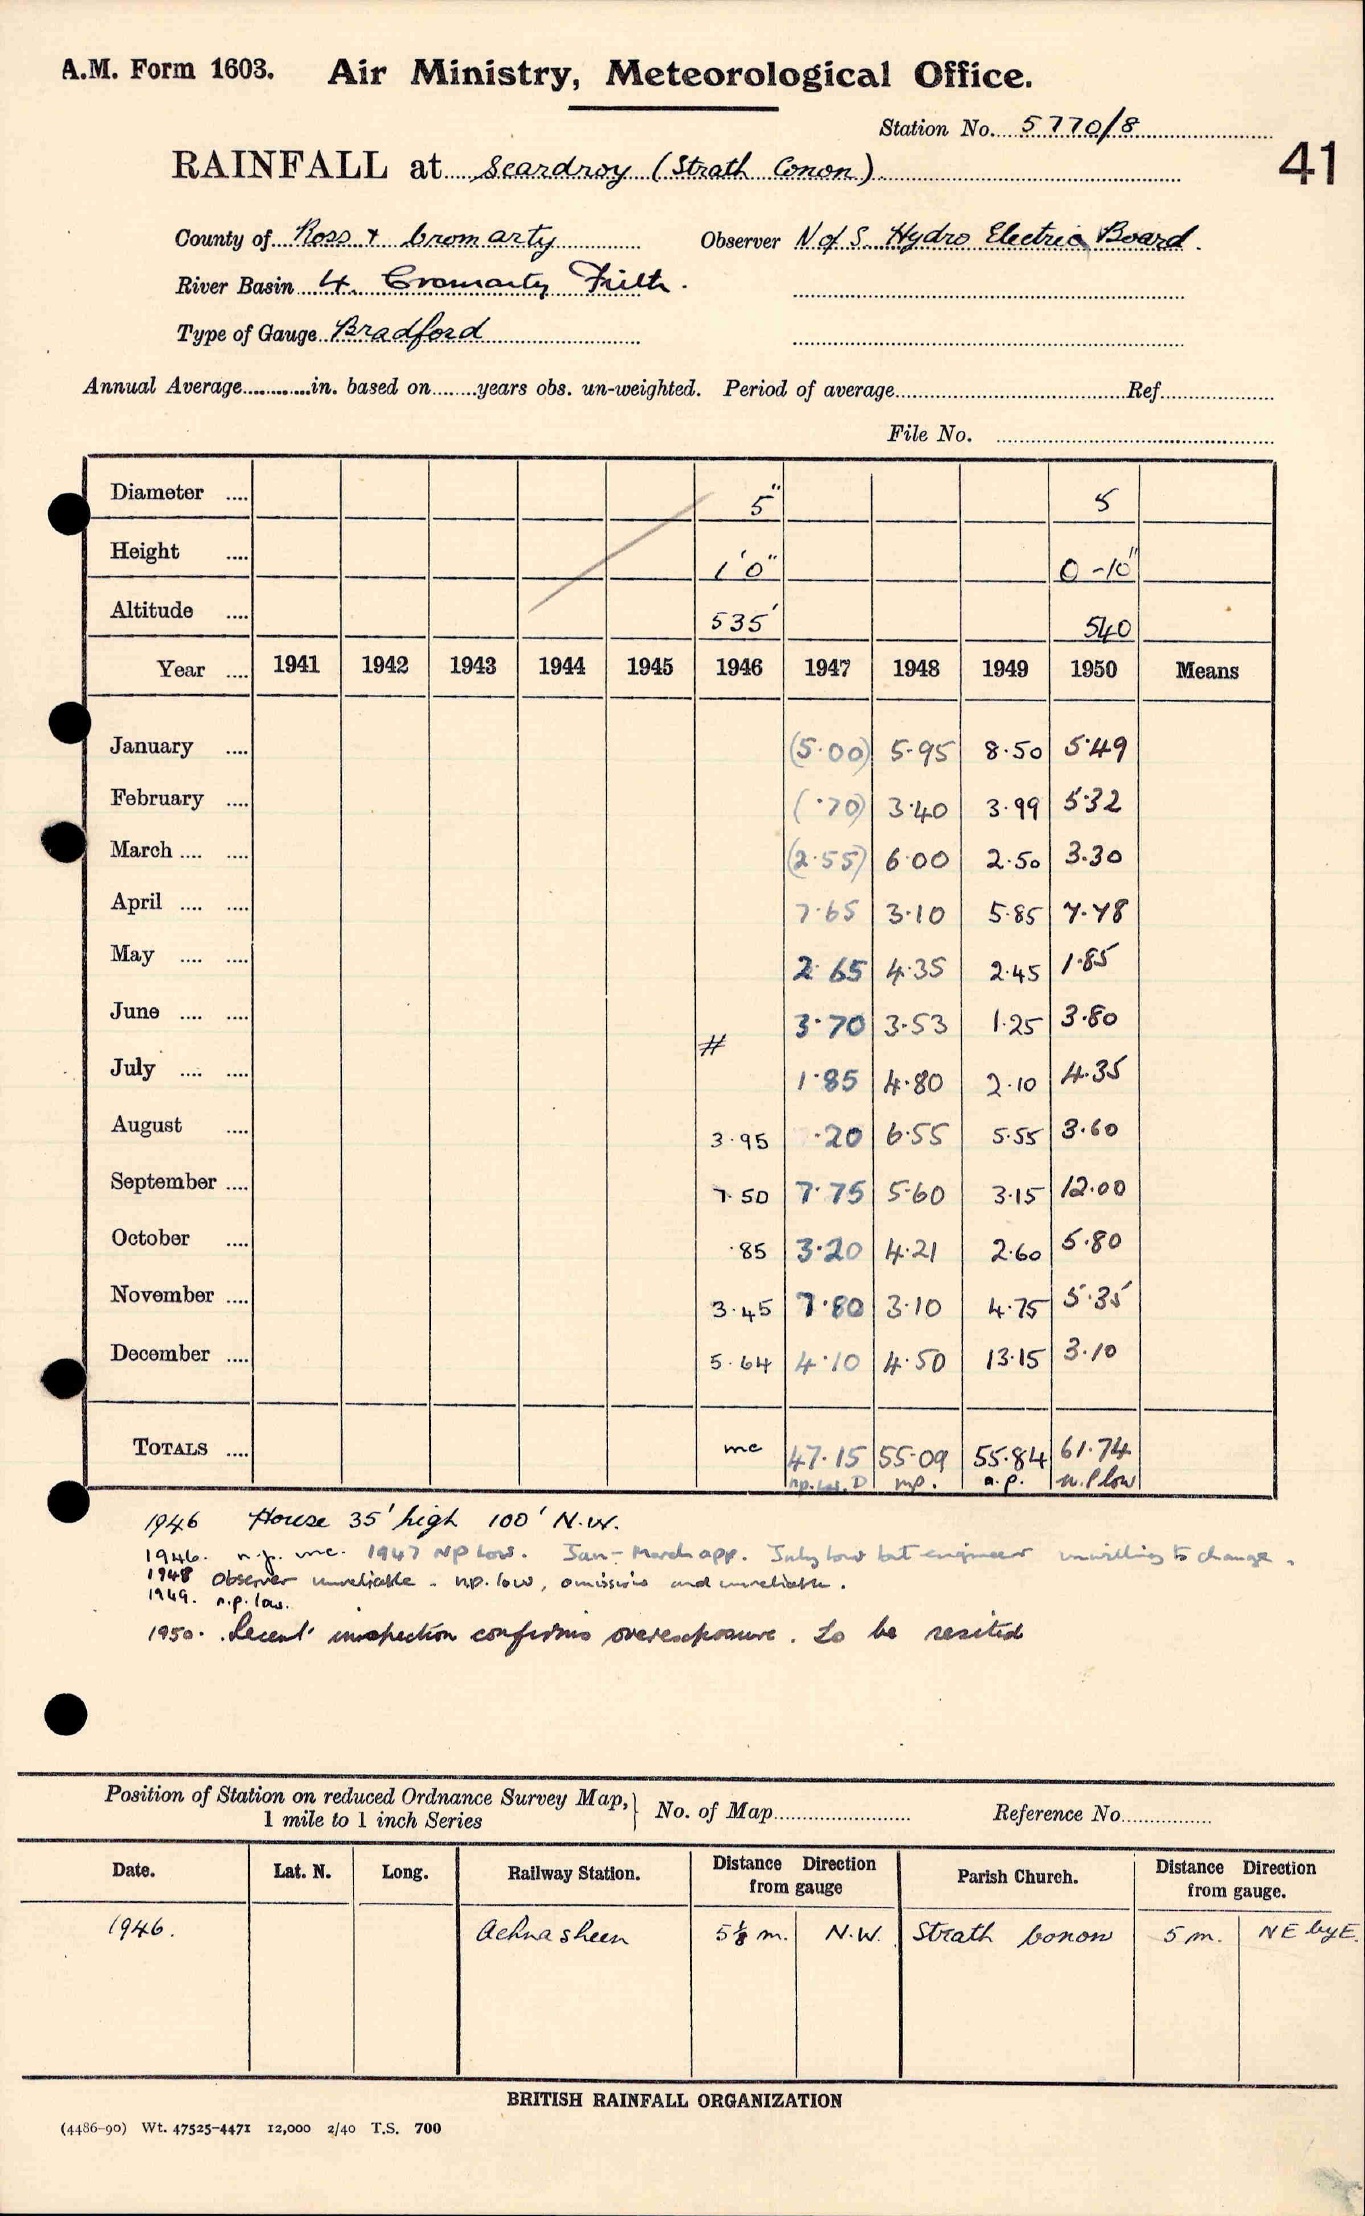 A.M. Form 1603. Air Ministry, Meteorological Office.
Station No. 5770/8
41
RAINFALL at Scardroy (Strath Conon)
County of Ross & Cromarty Observer N of S. Hydro Electric Board.
River Basin 4. Cromarty Firth.
Type of Gauge Bradford
Annual Average............in. based on........years obs. un-weighted. Period of average.......... Ref..........
File No. ..........
Diameter .... 5" 5
Height .... 1'0" 0-10"
Altitude .... 535' 540
Year .... 1941 1942 1943 1944 1945 1946 1947 1948 1949 1950 Means
January .... (5.00) 5.95 8.50 5.49
February .... (.70) 3.40 3.99 5.32
March .... .... (2.55) 6.00 2.50 3.30
April .... .... 7.65 3.10 5.85 7.78
May .... .... 2.65 4.35 2.45 1.85
June .... .... 3.70 3.53 1.25 3.80
#
July .... .... 1.85 4.80 2.10 4.35
August .... 3.95 .20 6.55 5.55 3.60
September .... 7.50 7.75 5.60 3.15 12.00
October .... .85 3.20 4.21 2.60 5.80
November .... 3.45 7.80 3.10 4.75 5.35
December .... 5.64 4.10 4.50 13.15 3.10
TOTALS .... mc 47.15 55.09 55.84 61.74
np. low. D np. n.p. n.p low
1946 House 35' high 100' N.W.
1946. n.p. mc. 1947 NP Low. Jan - March app. July low but engineer unwilling to change.
1948 Observer unreliable. n.p. low, omissions and unreliable.
1949. n.p. low.
1950. Recent inspection confirms overexposure. To be resited
Position of Station on reduced Ordnance Survey Map, 1 mile to 1 inch Series } No. of Map.......... Reference No..........
Date. Lat. N. Long. Railway Station. Distance Direction from gauge Parish Church. Distance Direction from gauge.
1946. Achnasheen 5⅛ m. N.W. Strath Conon 5 m. NE by E.
BRITISH RAINFALL ORGANIZATION
(4486-90) Wt. 47525-4471 12,000 2/40 T.S. 700